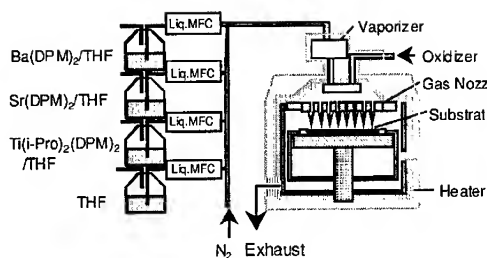 Liq.MFC
Vaporizer
Ba(DPM)2/THF
Oxidizer
Liq.MFC
Gas Nozz
Sr(DPM)2/THF
Substrat
Liq.MFC
Ti(i-Pro)2(DPM)2
/THF
Liq.MFC
Heater
THF
N2 Exhaust